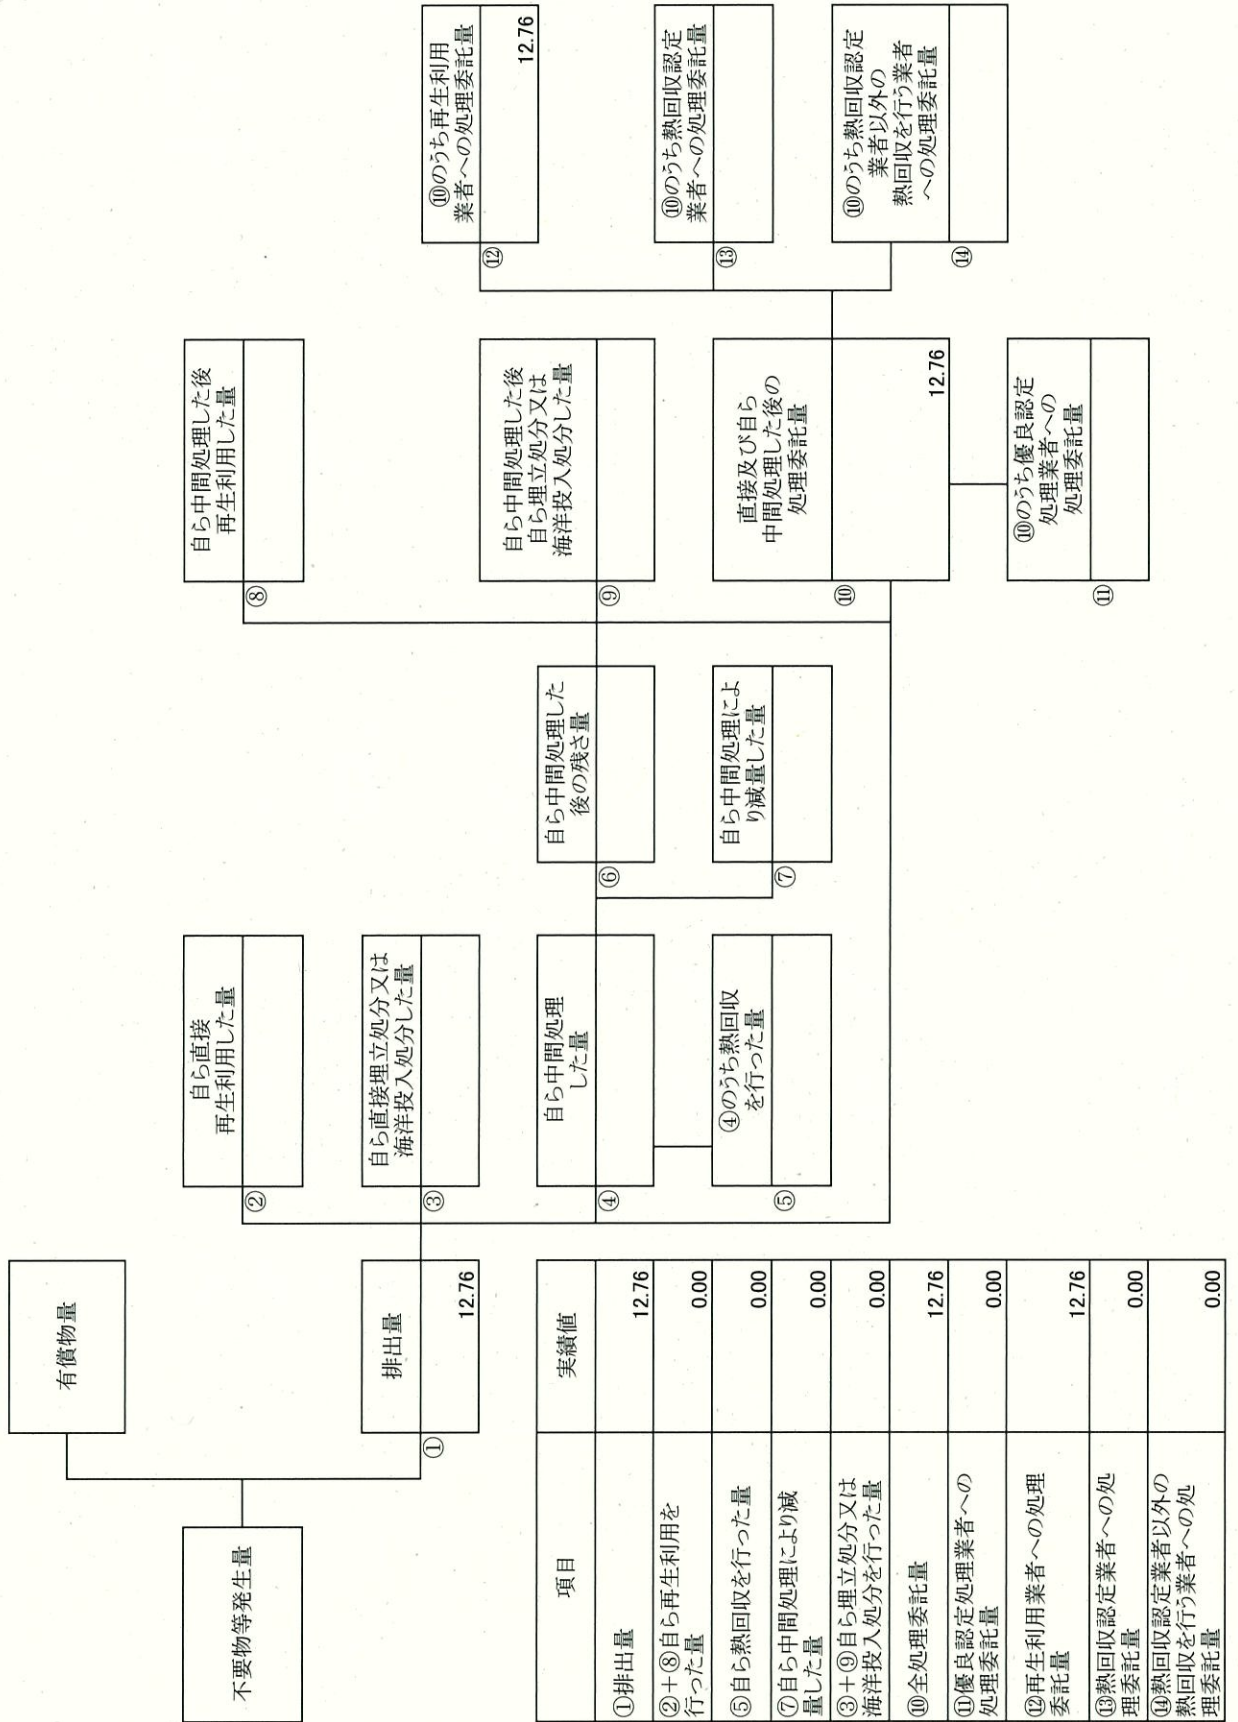 有償物量
不要物等発生量
排出量
①
12.76
自ら直接
再生利用した量
②
自ら直接埋立処分又は
海洋投入処分した量
③
自ら中間処理
した量
④
④のうち熱回収
を行った量
⑤
自ら中間処理した
後の残さ量
⑥
自ら中間処理によ
り減量した量
⑦
自ら中間処理した後
再生利用した量
⑧
自ら中間処理した後
自ら埋立処分又は
海洋投入処分した量
⑨
直接及び自ら
中間処理した後の
処理委託量
⑩
12.76
⑩のうち優良認定
処理業者への
処理委託量
⑪
⑩のうち再生利用
業者への処理委託量
⑫
12.76
⑩のうち熱回収認定
業者への処理委託量
⑬
⑩のうち熱回収認定
業者以外の
熱回収を行う業者
への処理委託量
⑭
項目 実績値
①排出量 12.76
②+⑧自ら再生利用を
行った量 0.00
⑤自ら熱回収を行った量 0.00
⑦自ら中間処理により減
量した量 0.00
③+⑨自ら埋立処分又は
海洋投入処分を行った量 0.00
⑩全処理委託量 12.76
⑪優良認定処理業者への
処理委託量 0.00
⑫再生利用業者への処理
委託量 12.76
⑬熱回収認定業者への処
理委託量 0.00
⑭熱回収認定業者以外の
熱回収を行う業者への処
理委託量 0.00